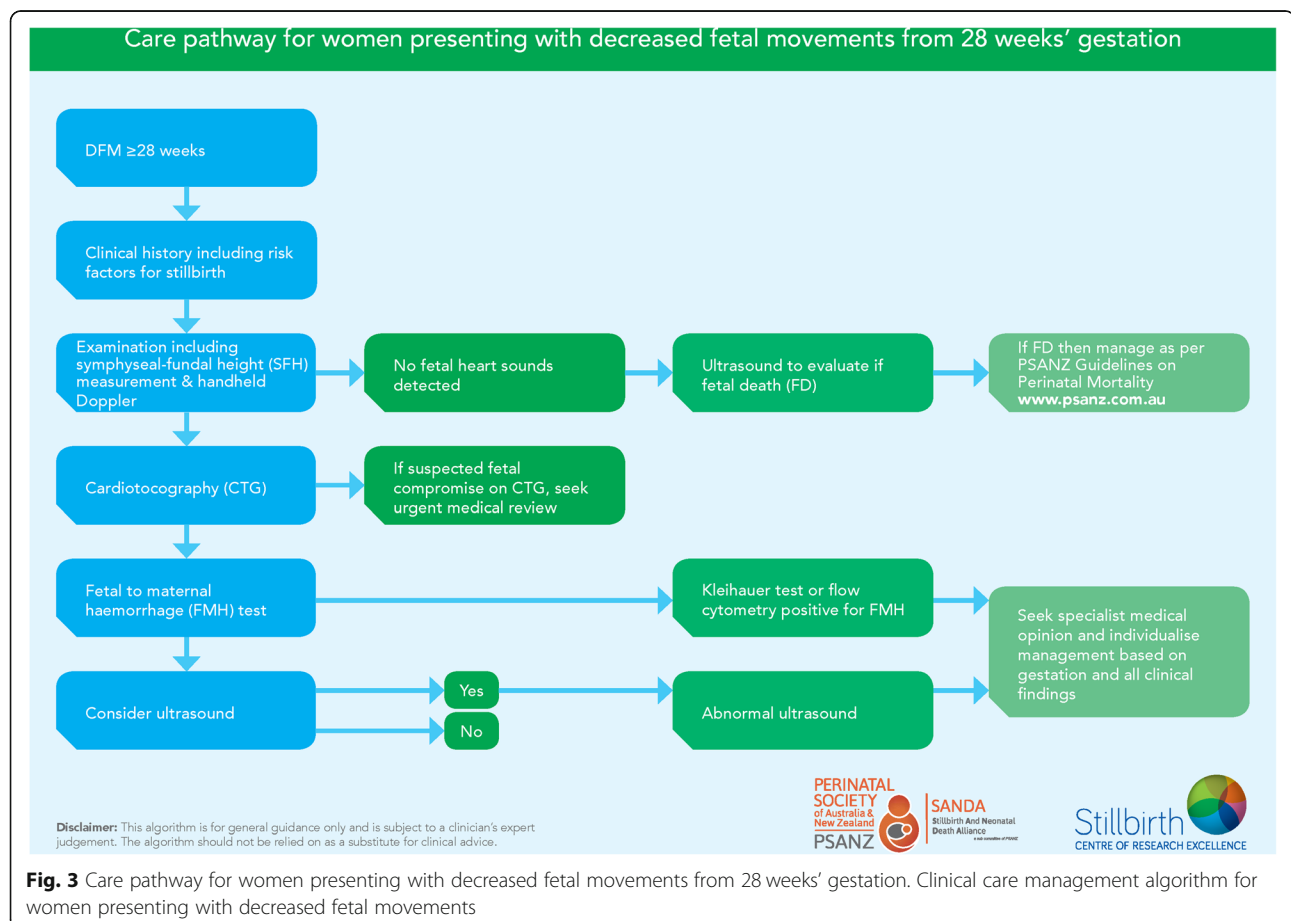 Care pathway for women presenting with decreased fetal movements from 28 weeks' gestation
DFM ≥28 weeks
Clinical history including risk
factors for stillbirth
Examination including
symphyseal-fundal height (SFH)
measurement & handheld
Doppler
No fetal heart sounds
detected
Ultrasound to evaluate if
fetal death (FD)
If FD then manage as per
PSANZ Guidelines on
Perinatal Mortality
www.psanz.com.au
Cardiotocography (CTG)
If suspected fetal
compromise on CTG, seek
urgent medical review
Fetal to maternal
haemorrhage (FMH) test
Kleihauer test or flow
cytometry positive for FMH
Seek specialist medical
opinion and individualise
management based on
gestation and all clinical
findings
Consider ultrasound
Yes
No
Abnormal ultrasound
Disclaimer: This algorithm is for general guidance only and is subject to a clinician's expert
judgement. The algorithm should not be relied on as a substitute for clinical advice.
PERINATAL
SOCIETY
of Australia &
New Zealand
PSANZ
SANDA
Stillbirth And Neonatal
Death Alliance
a sub committee of PSANZ
Stillbirth
CENTRE OF RESEARCH EXCELLENCE
Fig. 3 Care pathway for women presenting with decreased fetal movements from 28 weeks' gestation. Clinical care management algorithm for
women presenting with decreased fetal movements